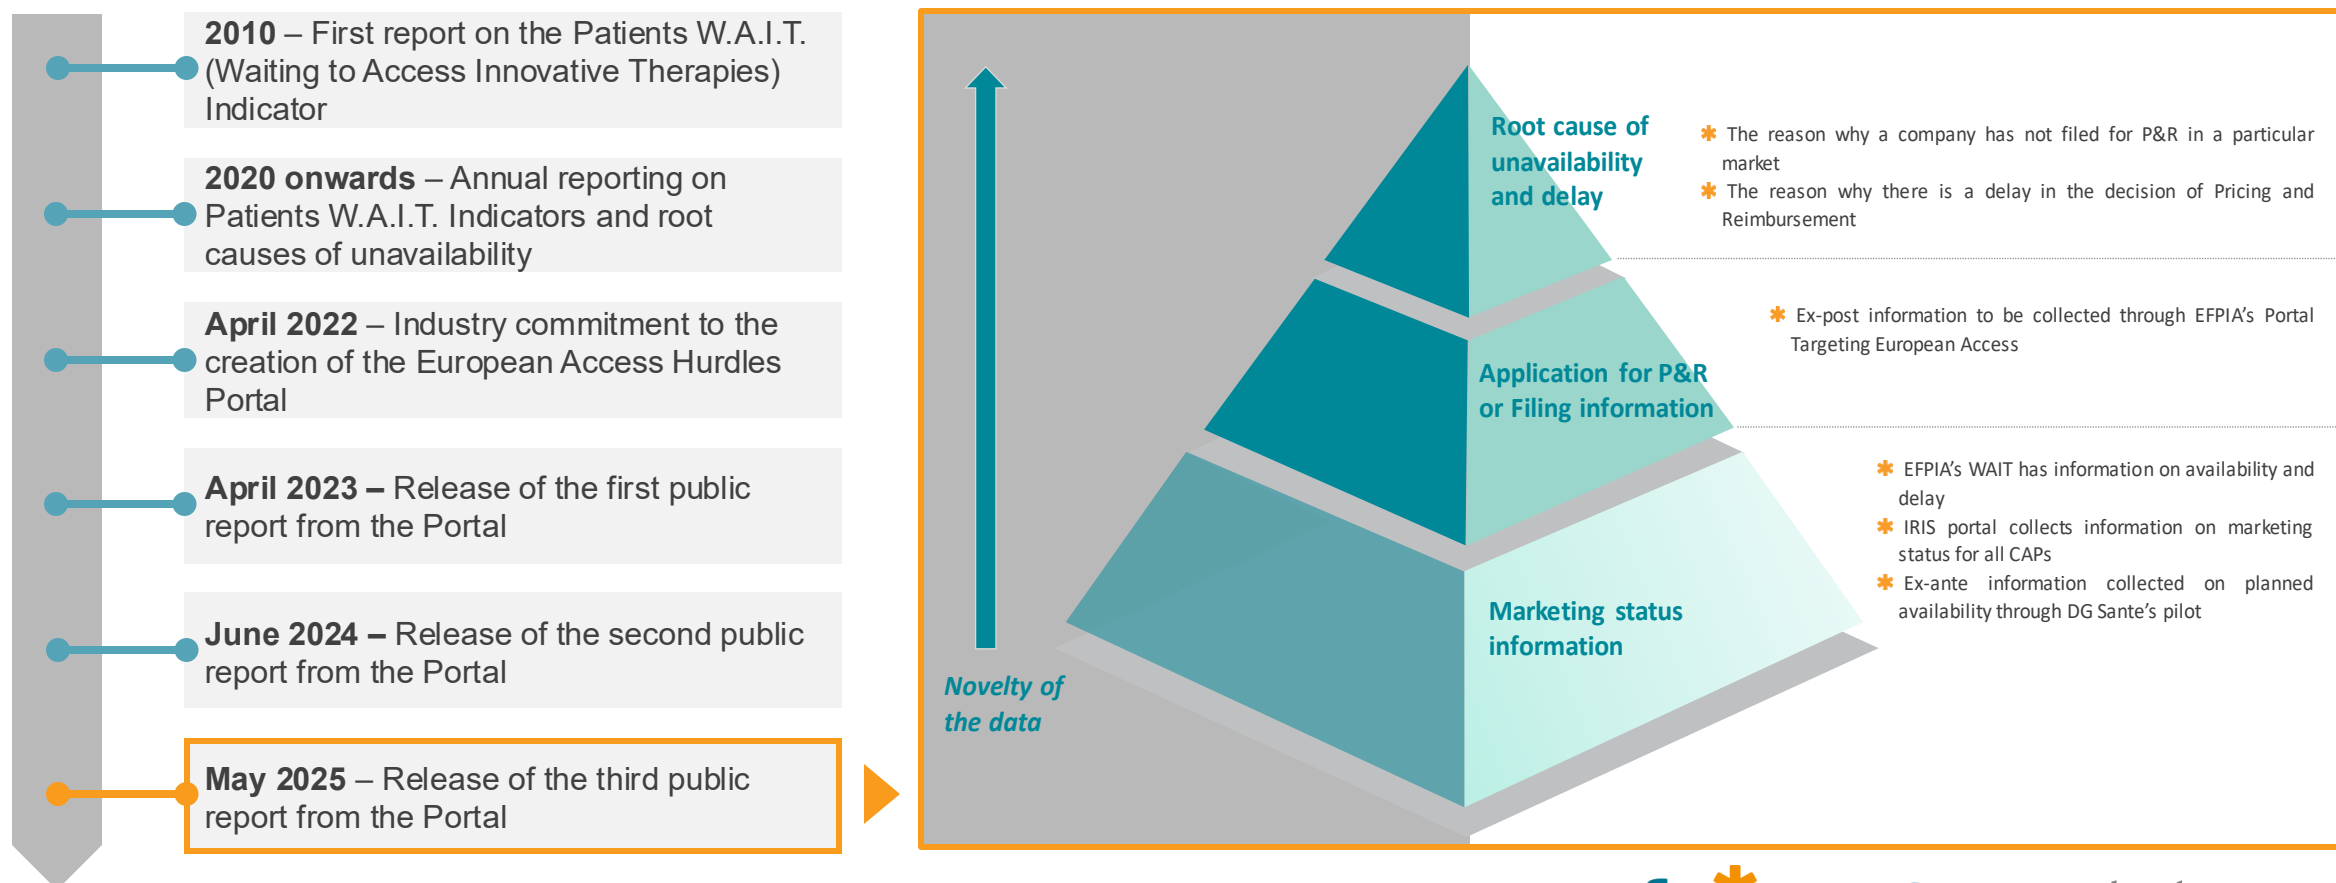 2010 – First report on the Patients W.A.I.T.
(Waiting to Access Innovative Therapies)
Indicator
2020 onwards – Annual reporting on
Patients W.A.I.T. Indicators and root
causes of unavailability
April 2022 – Industry commitment to the
creation of the European Access Hurdles
Portal
April 2023 – Release of the first public
report from the Portal
June 2024 – Release of the second public
report from the Portal
May 2025 – Release of the third public
report from the Portal
Novelty of
the data
Root cause of
unavailability
and delay
✱ The reason why a company has not filed for P&R in a particular
market
✱ The reason why there is a delay in the decision of Pricing and
Reimbursement
Application for P&R
or Filing information
✱ Ex-post information to be collected through EFPIA’s Portal
Targeting European Access
Marketing status
information
✱ EFPIA’s WAIT has information on availability and
delay
✱ IRIS portal collects information on marketing
status for all CAPs
✱ Ex-ante information collected on planned
availability through DG Sante’s pilot